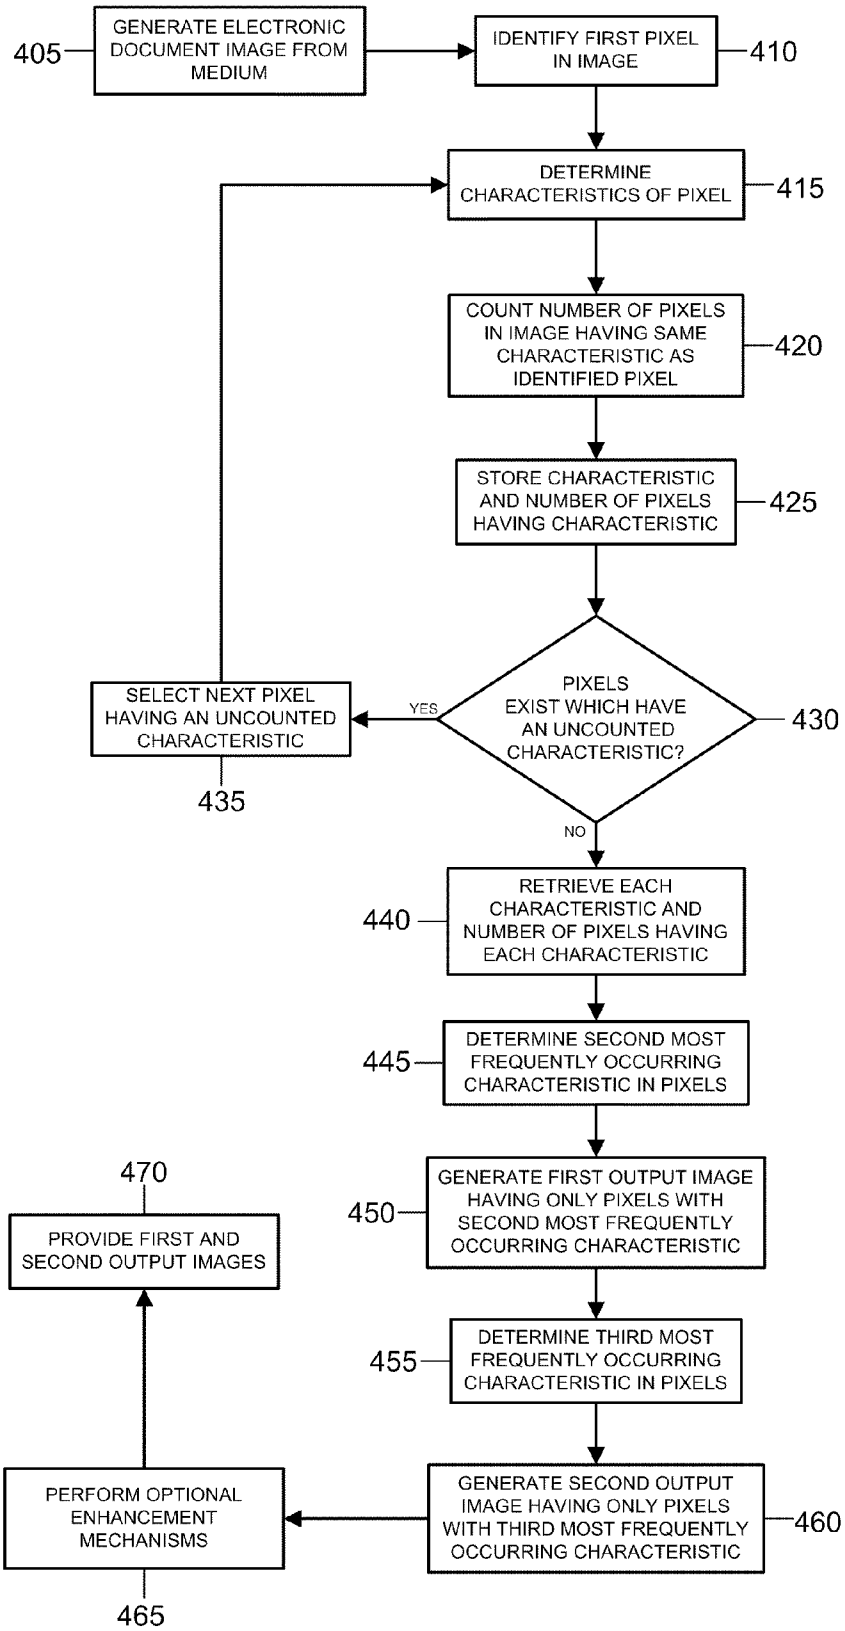 405
GENERATE ELECTRONIC
DOCUMENT IMAGE FROM
MEDIUM
IDENTIFY FIRST PIXEL
IN IMAGE
410
DETERMINE
CHARACTERISTICS OF PIXEL
415
COUNT NUMBER OF PIXELS
IN IMAGE HAVING SAME
CHARACTERISTIC AS
IDENTIFIED PIXEL
420
STORE CHARACTERISTIC
AND NUMBER OF PIXELS
HAVING CHARACTERISTIC
425
PIXELS
EXIST WHICH HAVE
AN UNCOUNTED
CHARACTERISTIC?
430
YES
SELECT NEXT PIXEL
HAVING AN UNCOUNTED
CHARACTERISTIC
435
NO
440
RETRIEVE EACH
CHARACTERISTIC AND
NUMBER OF PIXELS HAVING
EACH CHARACTERISTIC
445
DETERMINE SECOND MOST
FREQUENTLY OCCURRING
CHARACTERISTIC IN PIXELS
450
GENERATE FIRST OUTPUT IMAGE
HAVING ONLY PIXELS WITH
SECOND MOST FREQUENTLY
OCCURRING CHARACTERISTIC
455
DETERMINE THIRD MOST
FREQUENTLY OCCURRING
CHARACTERISTIC IN PIXELS
GENERATE SECOND OUTPUT
IMAGE HAVING ONLY PIXELS
WITH THIRD MOST FREQUENTLY
OCCURRING CHARACTERISTIC
460
PERFORM OPTIONAL
ENHANCEMENT
MECHANISMS
465
470
PROVIDE FIRST AND
SECOND OUTPUT IMAGES